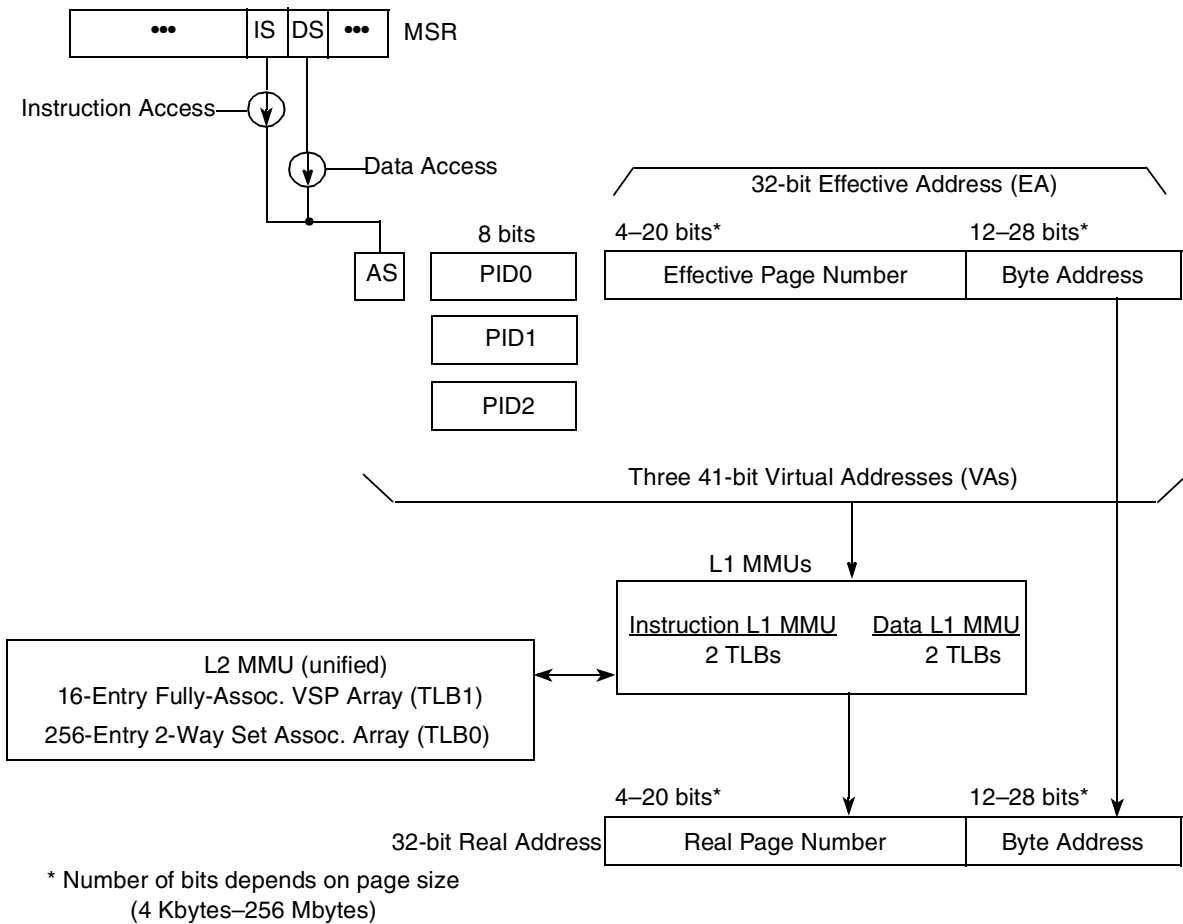 ••• IS DS ••• MSR
Instruction Access
Data Access
32-bit Effective Address (EA)
8 bits 4–20 bits* 12–28 bits*
AS PID0 Effective Page Number Byte Address
PID1
PID2
Three 41-bit Virtual Addresses (VAs)
L1 MMUs
Instruction L1 MMU Data L1 MMU
2 TLBs 2 TLBs
L2 MMU (unified)
16-Entry Fully-Assoc. VSP Array (TLB1)
256-Entry 2-Way Set Assoc. Array (TLB0)
4–20 bits* 12–28 bits*
32-bit Real Address Real Page Number Byte Address
* Number of bits depends on page size
(4 Kbytes–256 Mbytes)